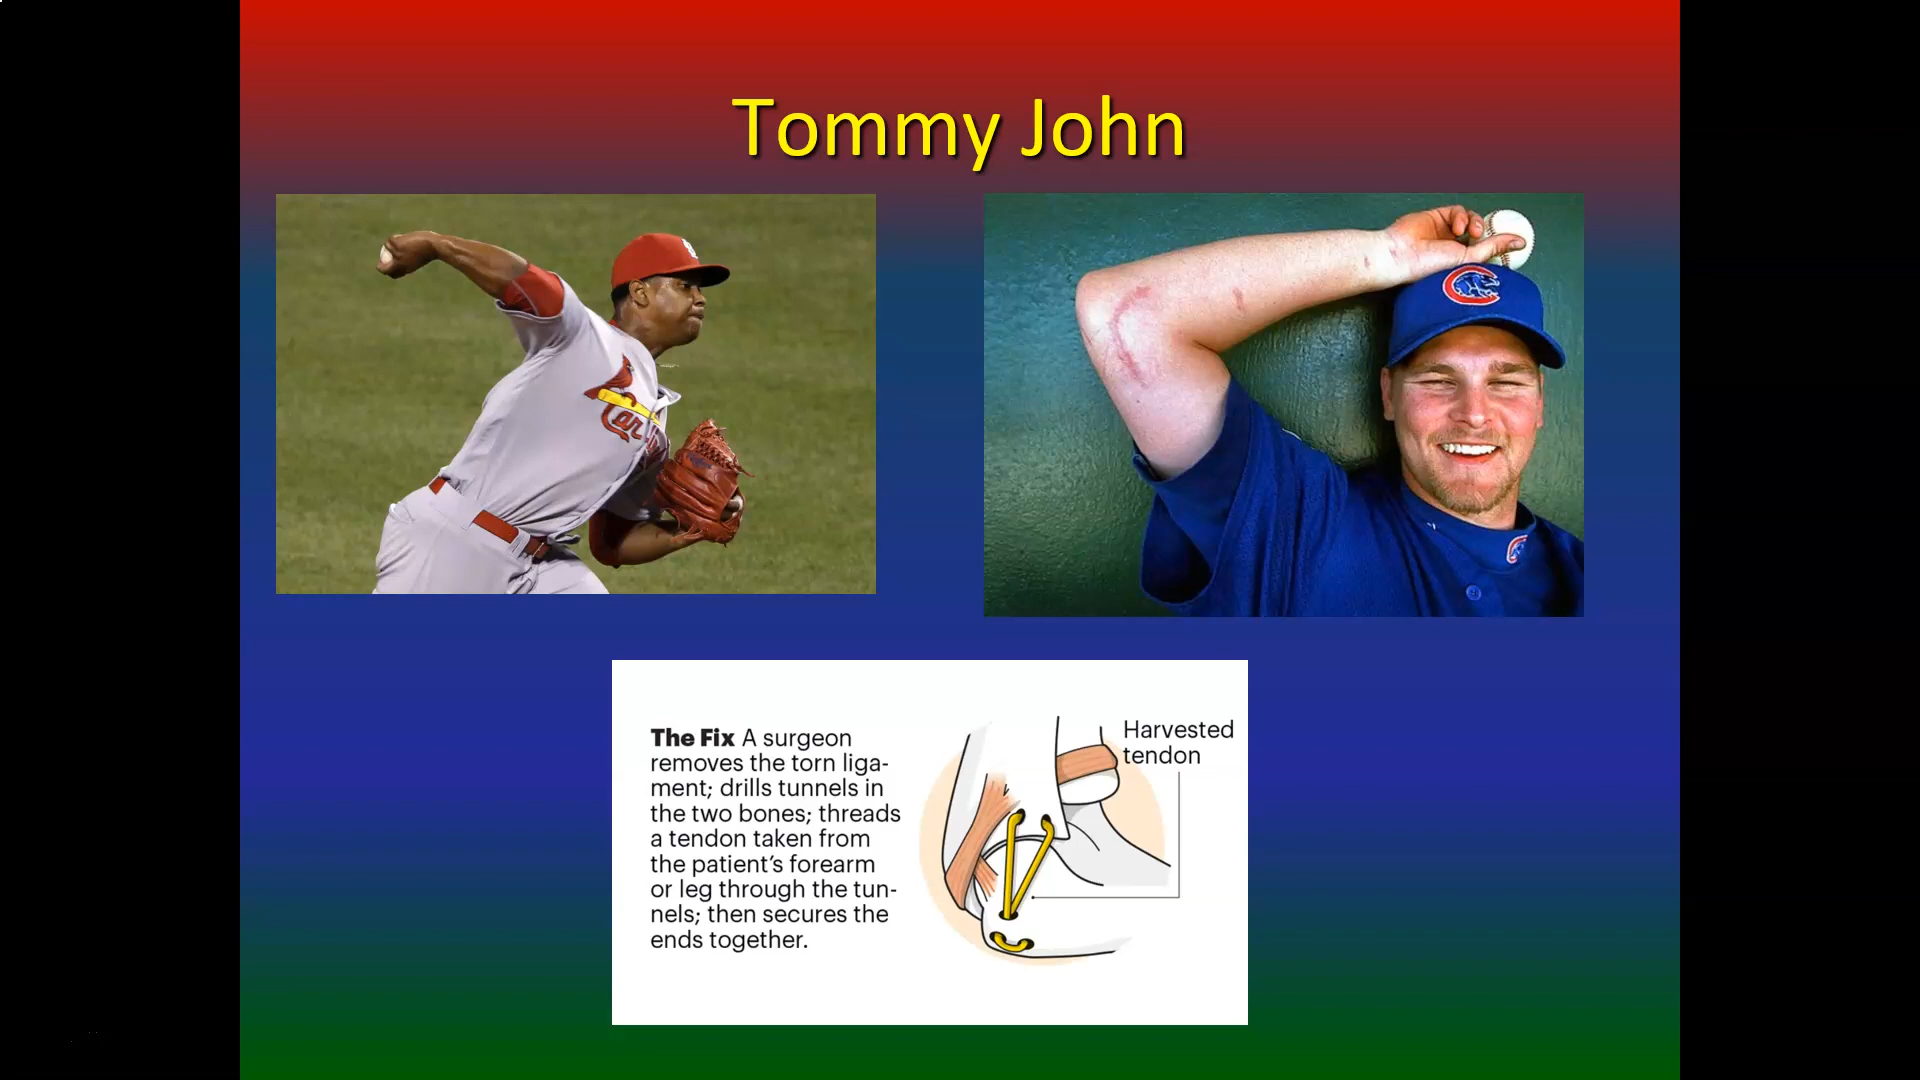 Tommy John
Harvested
tendon
The Fix A surgeon
removes the torn liga-
ment; drills tunnels in
the two bones; threads
a tendon taken from
the patient’s forearm
or leg through the tun-
nels; then secures the
ends together.